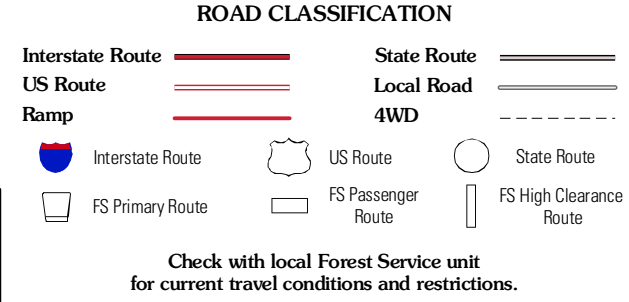 ROAD CLASSIFICATION
Interstate Route
State Route
US Route
Local Road
Ramp
4WD
Interstate Route
US Route
State Route
FS Primary Route
FS Passenger
Route
FS High Clearance
Route
Check with local Forest Service unit
for current travel conditions and restrictions.